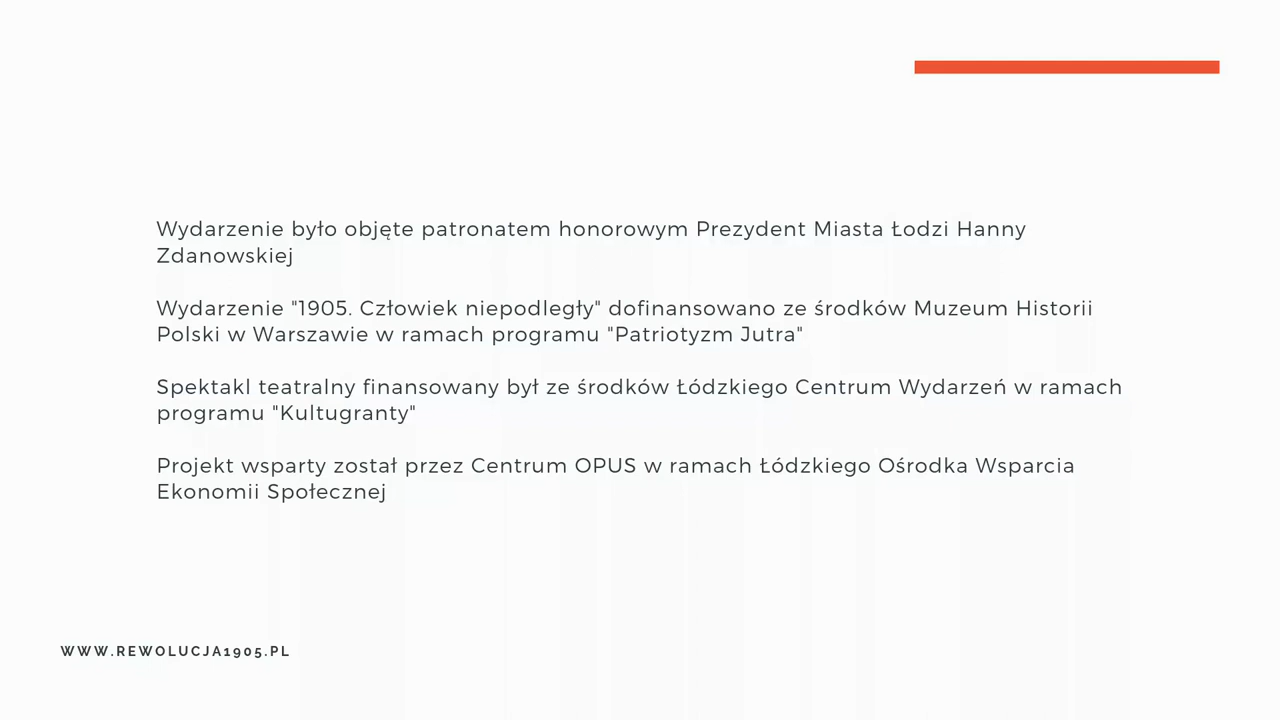 Wydarzenie było objęte patronatem honorowym Prezydent Miasta Łodzi Hanny
Zdanowskiej
Wydarzenie "1905. Człowiek niepodległy" dofinansowano ze środków Muzeum Historii
Polski w Warszawie w ramach programu "Patriotyzm Jutra"
Spektakl teatralny finansowany był ze środków Łódzkiego Centrum Wydarzeń w ramach
programu "Kultugranty"
Projekt wsparty został przez Centrum OPUS w ramach Łódzkiego Ośrodka Wsparcia
Ekonomii Społecznej
WWW.REWOLUCJA1905.PL